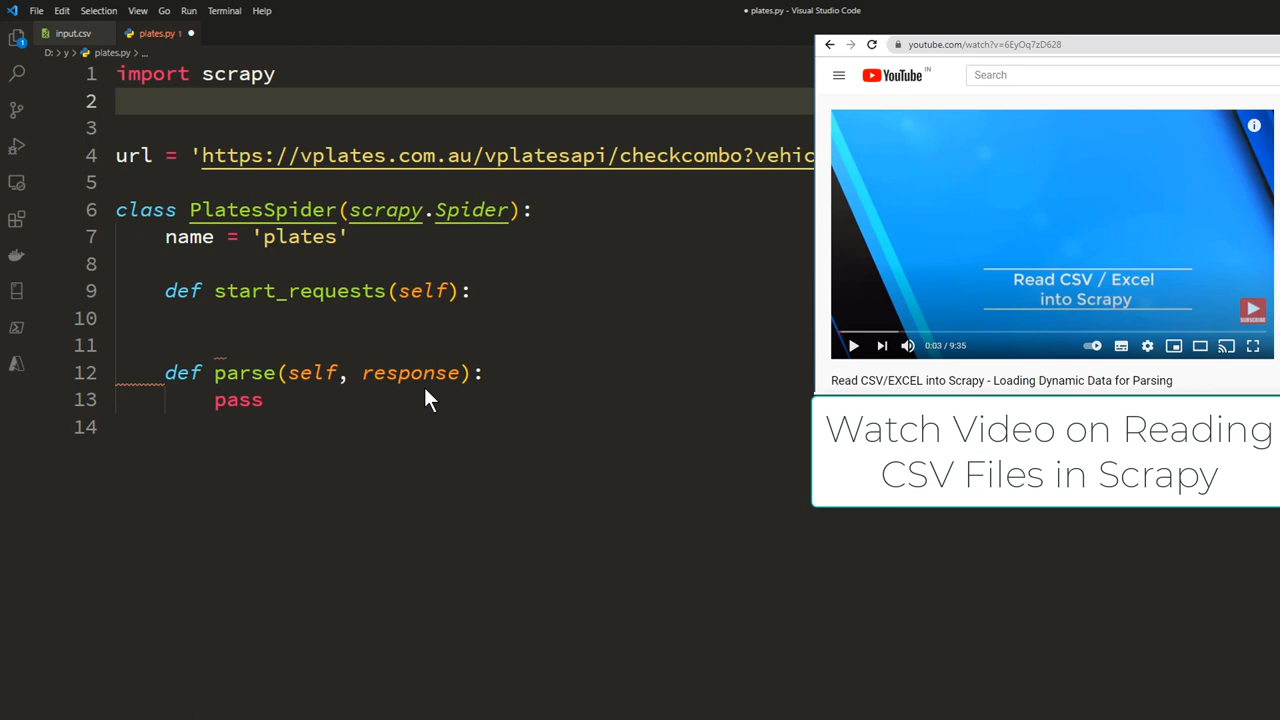 File Edit Selection View Go Run Terminal Help
● plates.py - Visual Studio Code
input.csv
plates.py 1 ●
D: > y > plates.py > ...
1 import scrapy
2
3
4 url = 'https://vplates.com.au/vplatesapi/checkcombo?vehic
5
6 class PlatesSpider(scrapy.Spider):
7 name = 'plates'
8
9 def start_requests(self):
10
11
12 def parse(self, response):
13 pass
14
1
youtube.com/watch?v=6EyOq7zD628
YouTube IN
Search
Read CSV / Excel
into Scrapy
SUBSCRIBE
0:03 / 9:35
Read CSV/EXCEL into Scrapy - Loading Dynamic Data for Parsing
Watch Video on Reading
CSV Files in Scrapy